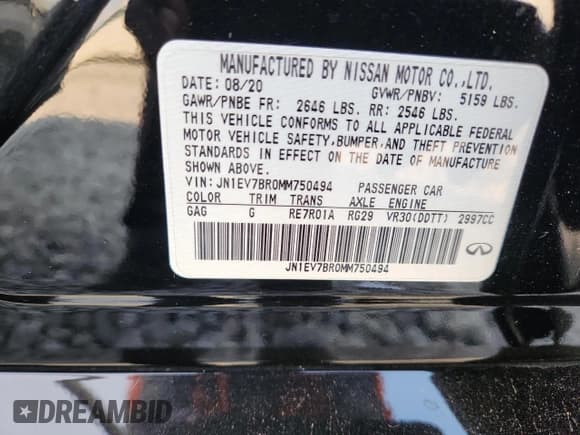 MANUFACTURED BY NISSAN MOTOR CO.,LTD.
DATE: 08/20 GVWR/PNBV: 5159 LBS.
GAWR/PNBE FR: 2646 LBS. RR: 2546 LBS.
THIS VEHICLE CONFORMS TO ALL APPLICABLE FEDERAL
MOTOR VEHICLE SAFETY,BUMPER,AND THEFT PREVENTION
STANDARDS IN EFFECT ON THE DATE OF MANUFACTURE
SHOWN ABOVE.
VIN: JN1EV7BR0MM750494 PASSENGER CAR
COLOR TRIM TRANS AXLE ENGINE
GAG G RE7R01A RG29 VR30(DDTT) 2997CC
JN1EV7BR0MM750494
DREAMBID